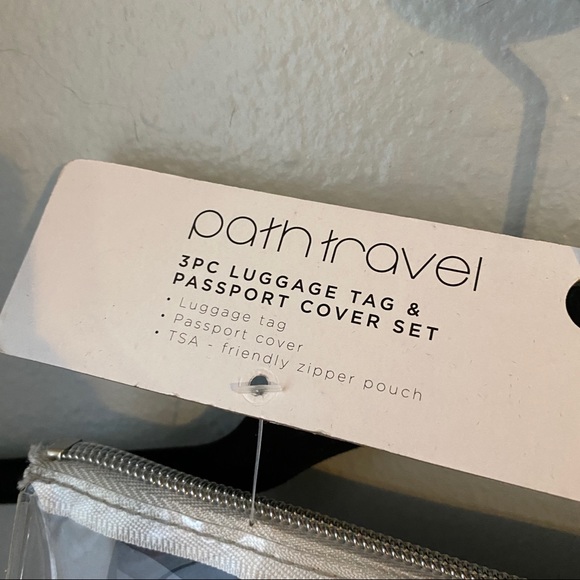 path travel
3PC LUGGAGE TAG &
PASSPORT COVER SET
• Luggage tag
• Passport cover
• TSA - friendly zipper pouch